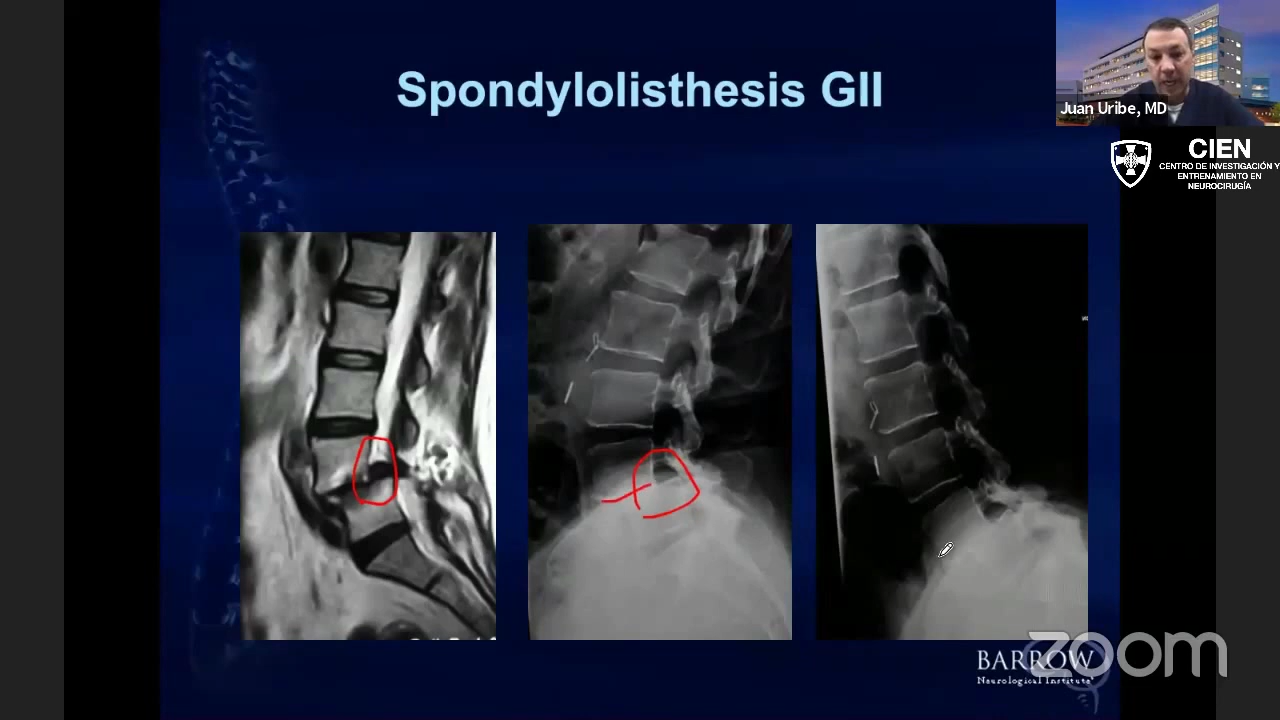 Spondylolisthesis GII
Juan Uribe, MD
CIEN
CENTRO DE INVESTIGACIÓN Y
ENTRENAMIENTO EN
NEUROCIRUGÍA
BARROW
Neurological Institute
zoom